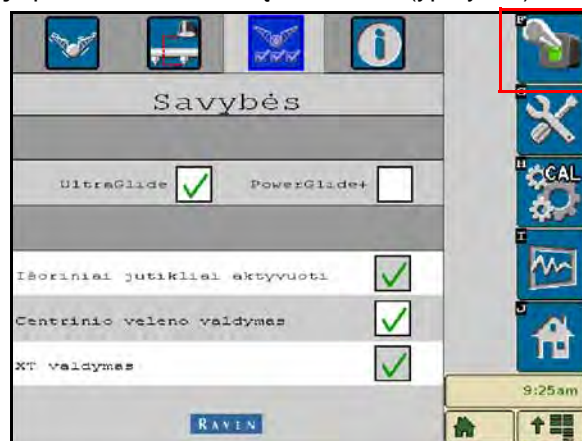 F
Savybės
G
UltraGlide PowerGlide+
H
CAL
I
Išoriniai jutikliai aktyvuoti
Centrinio veleno valdymas
J
XT valdymas
9:25am
RAVEN